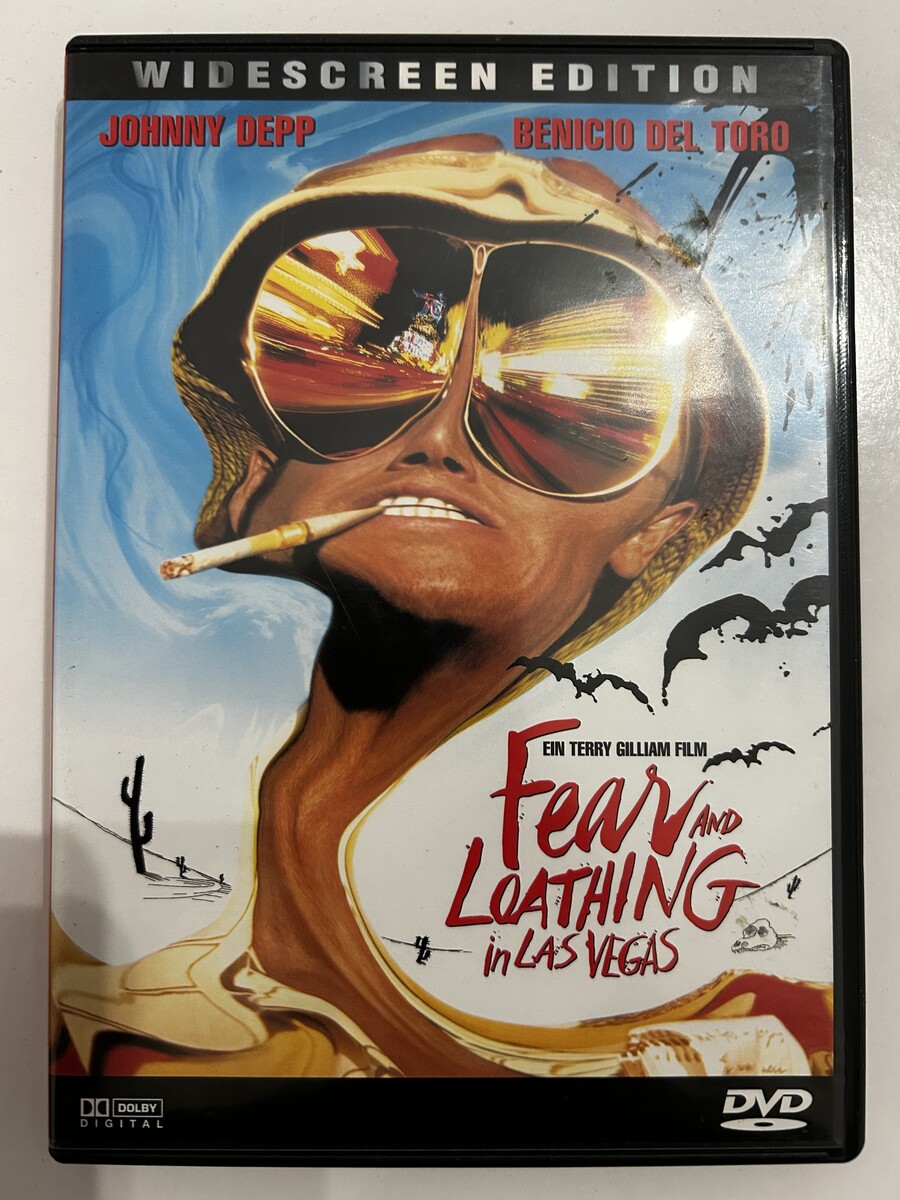 WIDESCREEN EDITION
JOHNNY DEPP BENICIO DEL TORO
EIN TERRY GILLIAM FILM
Fear AND
LOATHING
in LAS VEGAS
DOLBY
DIGITAL
DVD